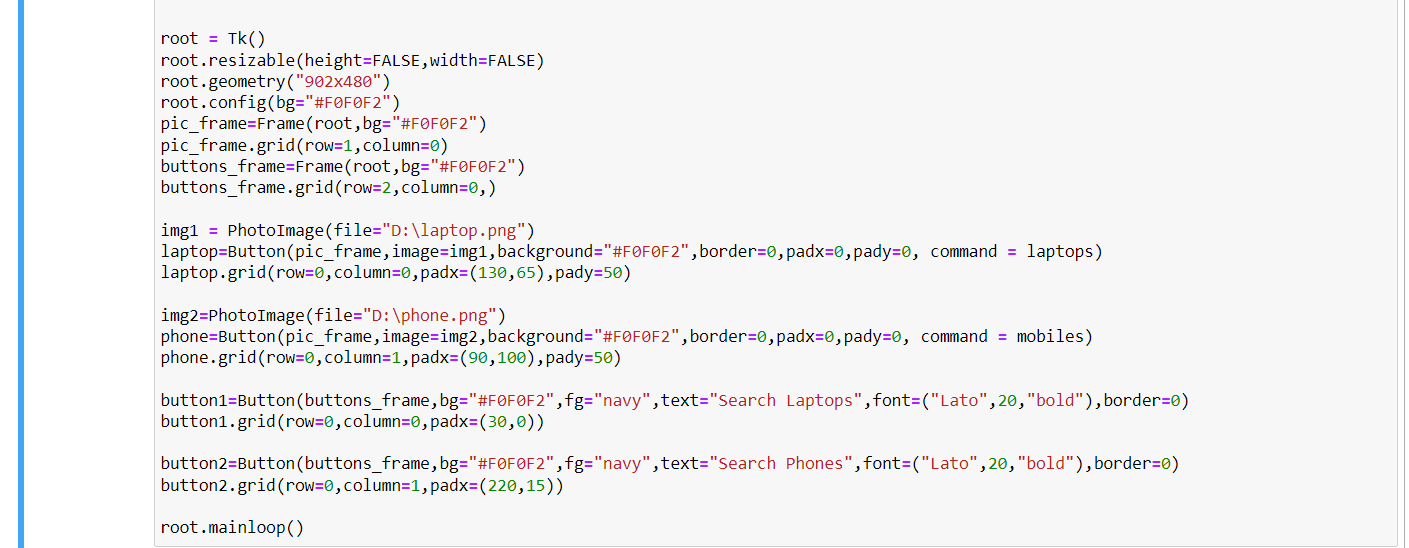 root = Tk()
root.resizable(height=FALSE,width=FALSE)
root.geometry("902x480")
root.config(bg="#F0F0F2")
pic_frame=Frame(root,bg="#F0F0F2")
pic_frame.grid(row=1,column=0)
buttons_frame=Frame(root,bg="#F0F0F2")
buttons_frame.grid(row=2,column=0,)
img1 = PhotoImage(file="D:\laptop.png")
laptop=Button(pic_frame,image=img1,background="#F0F0F2",border=0,padx=0,pady=0, command = laptops)
laptop.grid(row=0,column=0,padx=(130,65),pady=50)
img2=PhotoImage(file="D:\phone.png")
phone=Button(pic_frame,image=img2,background="#F0F0F2",border=0,padx=0,pady=0, command = mobiles)
phone.grid(row=0,column=1,padx=(90,100),pady=50)
button1=Button(buttons_frame,bg="#F0F0F2",fg="navy",text="Search Laptops",font=("Lato",20,"bold"),border=0)
button1.grid(row=0,column=0,padx=(30,0))
button2=Button(buttons_frame,bg="#F0F0F2",fg="navy",text="Search Phones",font=("Lato",20,"bold"),border=0)
button2.grid(row=0,column=1,padx=(220,15))
root.mainloop()